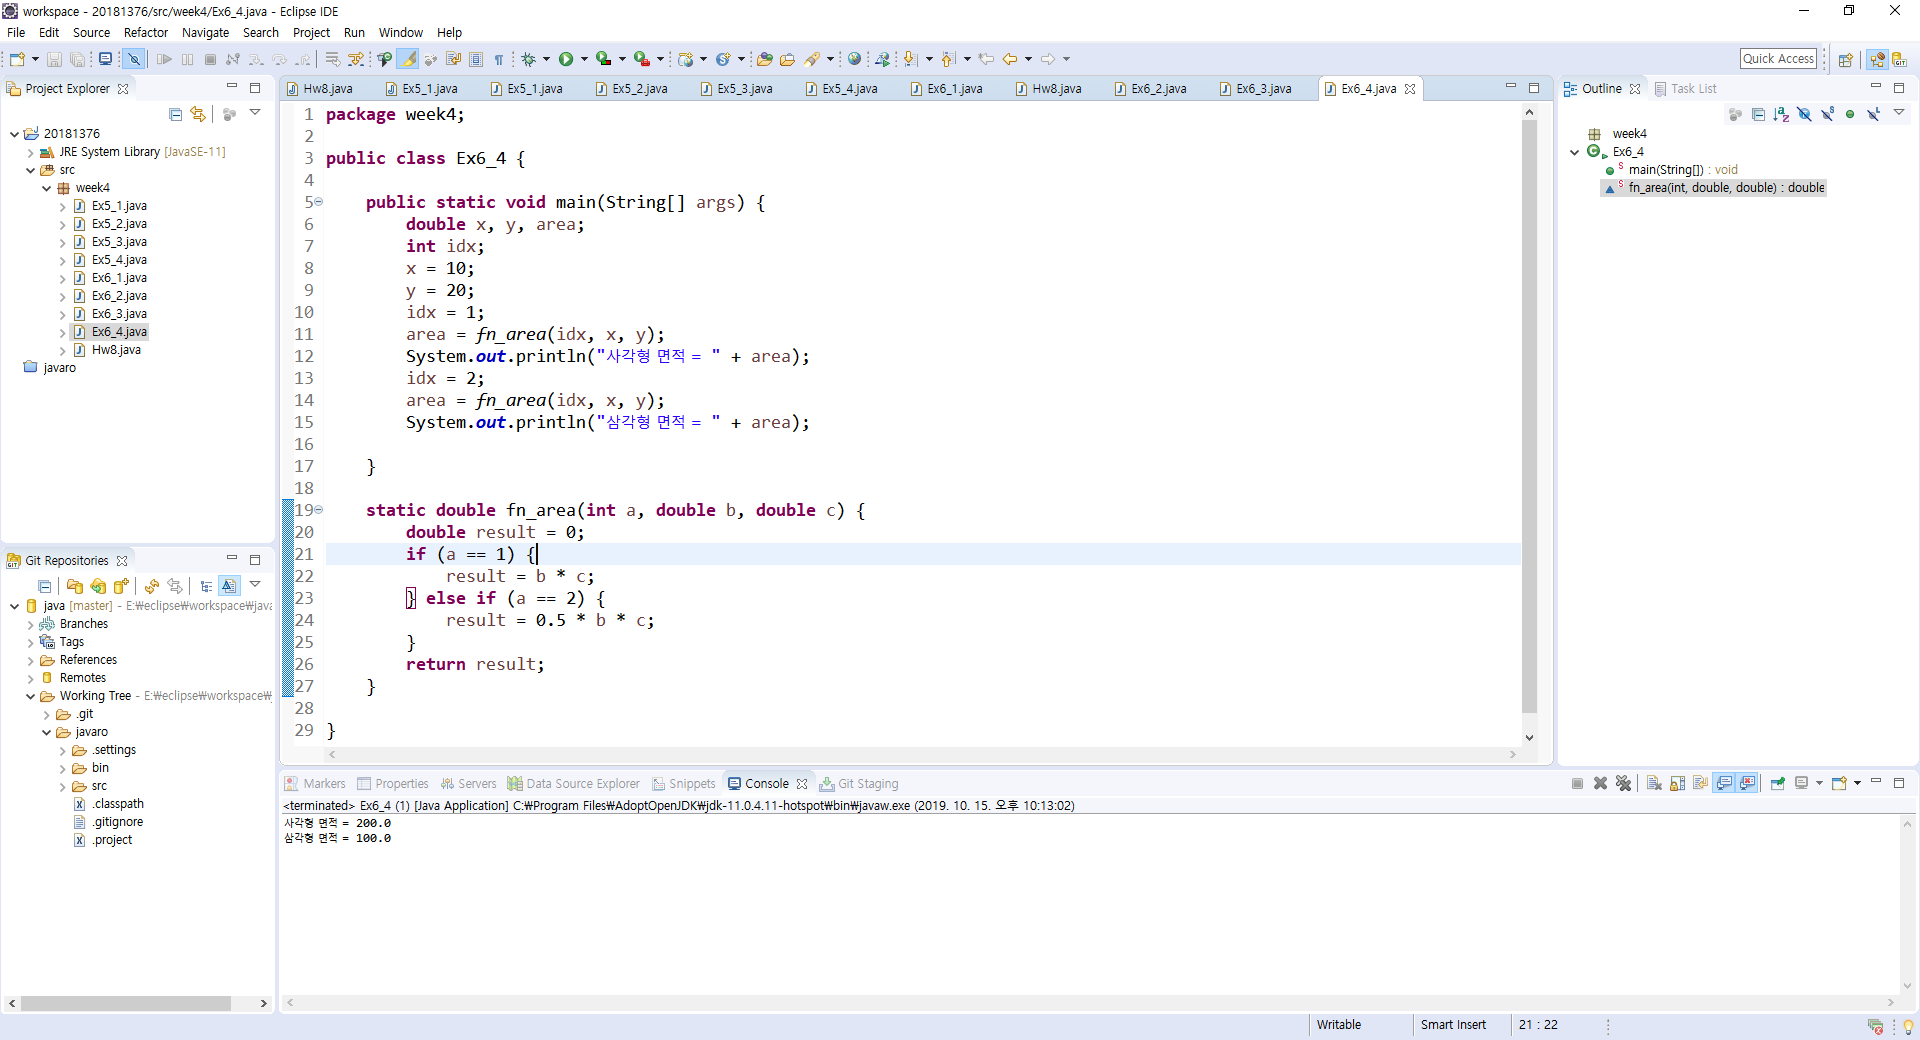 workspace - 20181376/src/week4/Ex6_4.java - Eclipse IDE
File Edit Source Refactor Navigate Search Project Run Window Help
Quick Access
Project Explorer
20181376
JRE System Library [JavaSE-11]
src
week4
Ex5_1.java
Ex5_2.java
Ex5_3.java
Ex5_4.java
Ex6_1.java
Ex6_2.java
Ex6_3.java
Ex6_4.java
Hw8.java
javaro
Git Repositories
java [master] - E:₩eclipse₩workspace₩java
Branches
Tags
References
Remotes
Working Tree - E:₩eclipse₩workspace₩
.git
javaro
.settings
bin
src
.classpath
.gitignore
.project
Hw8.java Ex5_1.java Ex5_1.java Ex5_2.java Ex5_3.java Ex5_4.java Ex6_1.java Hw8.java Ex6_2.java Ex6_3.java Ex6_4.java
1 package week4;
2
3 public class Ex6_4 {
4
5 public static void main(String[] args) {
6 double x, y, area;
7 int idx;
8 x = 10;
9 y = 20;
10 idx = 1;
11 area = fn_area(idx, x, y);
12 System.out.println("사각형 면적 = " + area);
13 idx = 2;
14 area = fn_area(idx, x, y);
15 System.out.println("삼각형 면적 = " + area);
16
17 }
18
19 static double fn_area(int a, double b, double c) {
20 double result = 0;
21 if (a == 1) {
22 result = b * c;
23 } else if (a == 2) {
24 result = 0.5 * b * c;
25 }
26 return result;
27 }
28
29 }
Outline Task List
week4
Ex6_4
main(String[]) : void
fn_area(int, double, double) : double
Markers Properties Servers Data Source Explorer Snippets Console Git Staging
<terminated> Ex6_4 (1) [Java Application] C:₩Program Files₩AdoptOpenJDK₩jdk-11.0.4.11-hotspot₩bin₩javaw.exe (2019. 10. 15. 오후 10:13:02)
사각형 면적 = 200.0
삼각형 면적 = 100.0
Writable Smart Insert 21 : 22